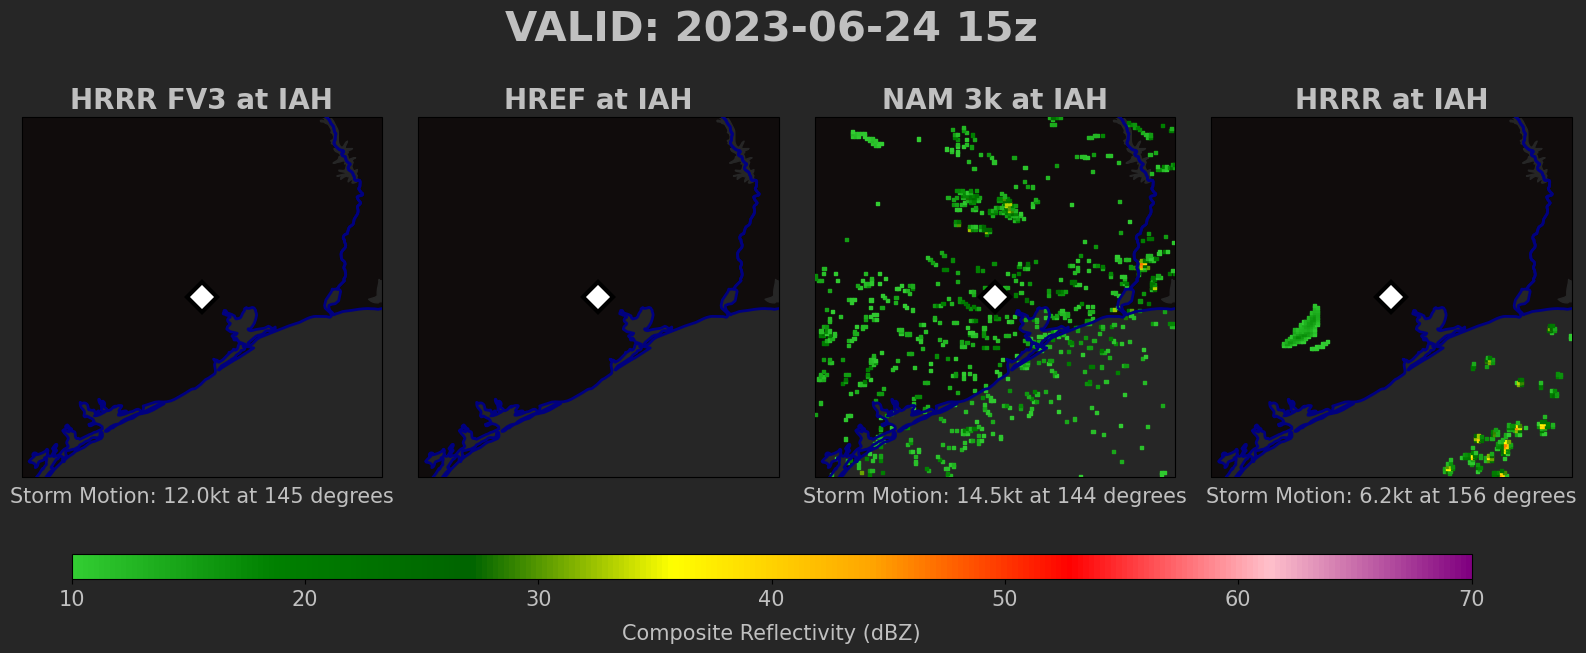 VALID: 2023-06-24 15z
HRRR FV3 at IAH
HREF at IAH
NAM 3k at IAH
HRRR at IAH
Storm Motion: 12.0kt at 145 degrees
Storm Motion: 14.5kt at 144 degrees
Storm Motion: 6.2kt at 156 degrees
10 20 30 40 50 60 70
Composite Reflectivity (dBZ)